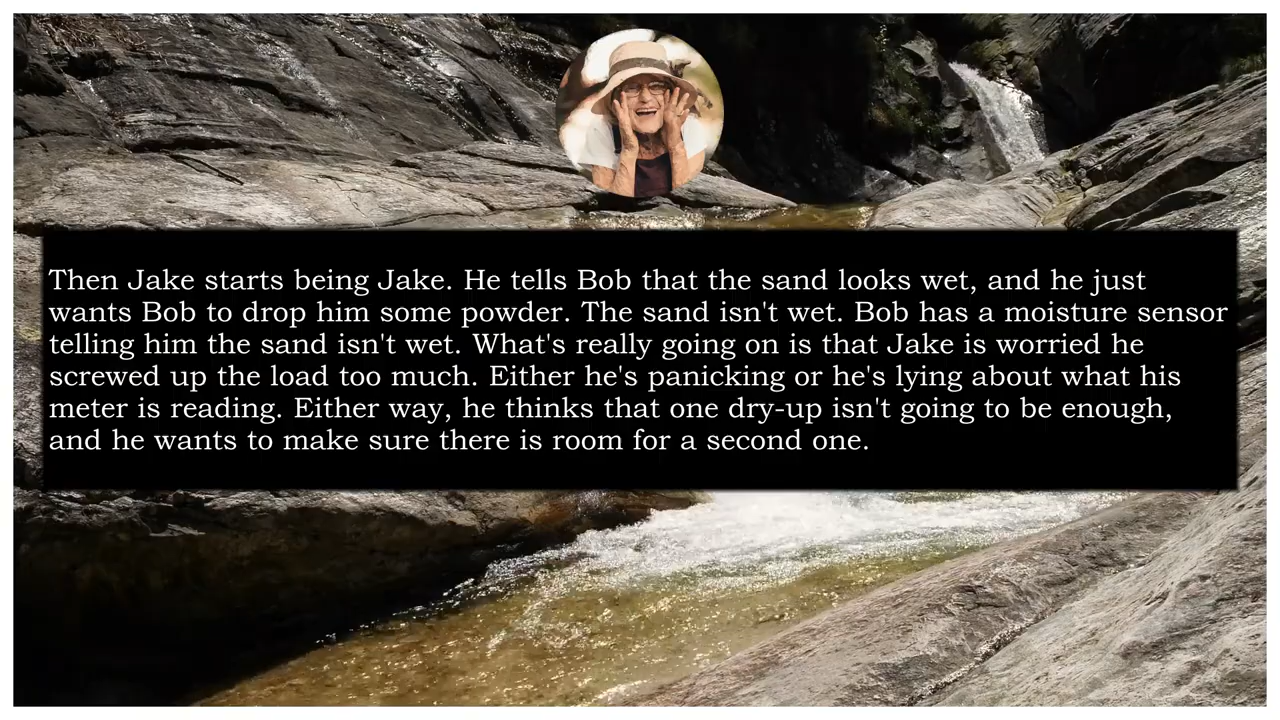 Then Jake starts being Jake. He tells Bob that the sand looks wet, and he just
wants Bob to drop him some powder. The sand isn't wet. Bob has a moisture sensor
telling him the sand isn't wet. What's really going on is that Jake is worried he
screwed up the load too much. Either he's panicking or he's lying about what his
meter is reading. Either way, he thinks that one dry-up isn't going to be enough,
and he wants to make sure there is room for a second one.